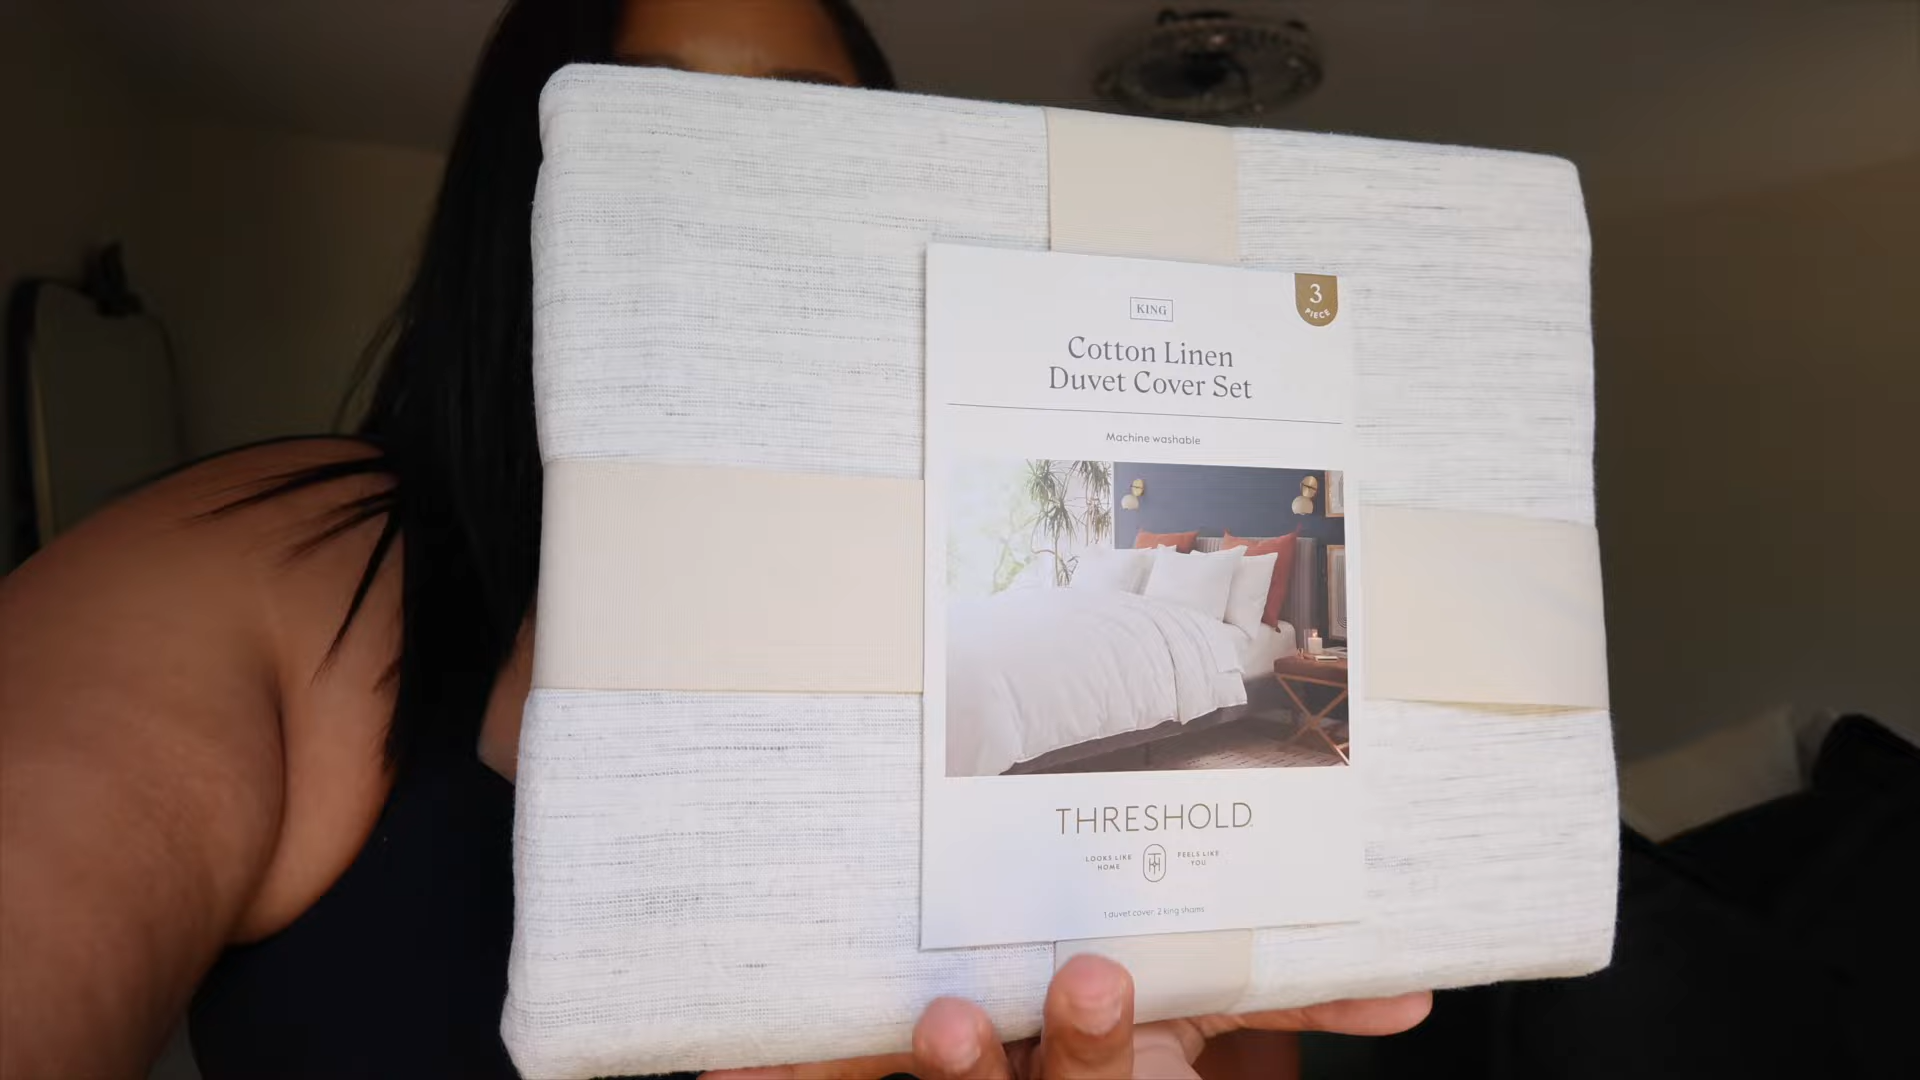 KING
3
PIECE
Cotton Linen
Duvet Cover Set
Machine washable
THRESHOLD
LOOKS LIKE
HOME
FEELS LIKE
YOU
1 duvet cover, 2 king shams